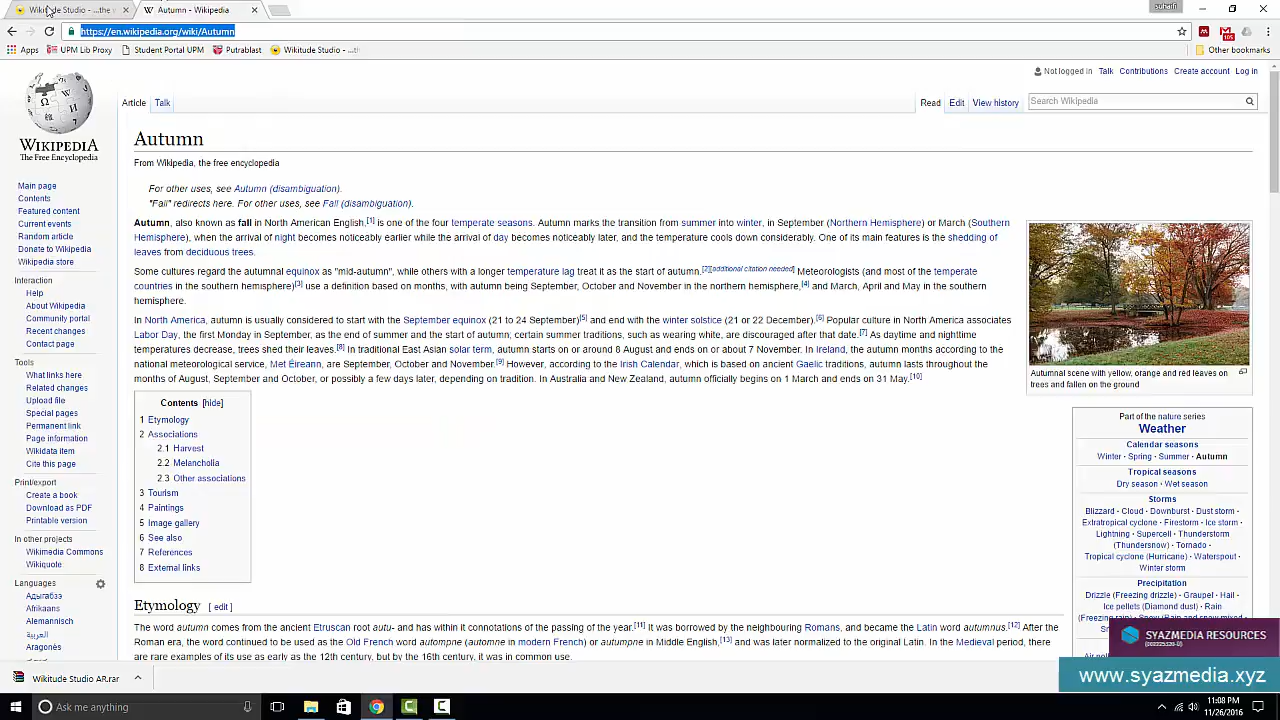 Wikitude Studio - ...the w
Autumn - Wikipedia
suharifi
https://en.wikipedia.org/wiki/Autumn
Apps
UPM Lib Proxy
Student Portal UPM
Putrablast
Wikitude Studio - ...th
Other bookmarks
Not logged in Talk Contributions Create account Log in
Article Talk
Read Edit View history
Search Wikipedia
WIKIPEDIA
The Free Encyclopedia
Main page
Contents
Featured content
Current events
Random article
Donate to Wikipedia
Wikipedia store
Interaction
Help
About Wikipedia
Community portal
Recent changes
Contact page
Tools
What links here
Related changes
Upload file
Special pages
Permanent link
Page information
Wikidata item
Cite this page
Print/export
Create a book
Download as PDF
Printable version
In other projects
Wikimedia Commons
Wikiquote
Languages
Адыгабзэ
Afrikaans
Alemannisch
العربية
Aragonés
Autumn
From Wikipedia, the free encyclopedia
For other uses, see Autumn (disambiguation).
"Fall" redirects here. For other uses, see Fall (disambiguation).
Autumn, also known as fall in North American English,[1] is one of the four temperate seasons. Autumn marks the transition from summer into winter, in September (Northern Hemisphere) or March (Southern
Hemisphere), when the arrival of night becomes noticeably earlier while the arrival of day becomes noticeably later, and the temperature cools down considerably. One of its main features is the shedding of
leaves from deciduous trees.
Some cultures regard the autumnal equinox as "mid-autumn", while others with a longer temperature lag treat it as the start of autumn.[2][additional citation needed] Meteorologists (and most of the temperate
countries in the southern hemisphere)[3] use a definition based on months, with autumn being September, October and November in the northern hemisphere,[4] and March, April and May in the southern
hemisphere.
In North America, autumn is usually considered to start with the September equinox (21 to 24 September)[5] and end with the winter solstice (21 or 22 December).[6] Popular culture in North America associates
Labor Day, the first Monday in September, as the end of summer and the start of autumn; certain summer traditions, such as wearing white, are discouraged after that date.[7] As daytime and nighttime
temperatures decrease, trees shed their leaves.[8] In traditional East Asian solar term, autumn starts on or around 8 August and ends on or about 7 November. In Ireland, the autumn months according to the
national meteorological service, Met Éireann, are September, October and November.[9] However, according to the Irish Calendar, which is based on ancient Gaelic traditions, autumn lasts throughout the
months of August, September and October, or possibly a few days later, depending on tradition. In Australia and New Zealand, autumn officially begins on 1 March and ends on 31 May.[10]
Autumnal scene with yellow, orange and red leaves on
trees and fallen on the ground
Contents [hide]
1 Etymology
2 Associations
2.1 Harvest
2.2 Melancholia
2.3 Other associations
3 Tourism
4 Paintings
5 Image gallery
6 See also
7 References
8 External links
Part of the nature series
Weather
Calendar seasons
Winter · Spring · Summer · Autumn
Tropical seasons
Dry season · Wet season
Storms
Blizzard · Cloud · Downburst · Dust storm ·
Extratropical cyclone · Firestorm · Ice storm ·
Lightning · Supercell · Thunderstorm
(Thundersnow) · Tornado ·
Tropical cyclone (Hurricane) · Waterspout ·
Winter storm
Precipitation
Drizzle (Freezing drizzle) · Graupel · Hail ·
Ice pellets (Diamond dust) · Rain
Etymology [ edit ]
The word autumn comes from the ancient Etruscan root autu- and has within it connotations of the passing of the year.[11] It was borrowed by the neighbouring Romans, and became the Latin word autumnus.[12] After
the Roman era, the word continued to be used as the Old French word autompne (automne in modern French) or autumpne in Middle English,[13] and was later normalized to the original Latin. In the Medieval period, there
are rare examples of its use as early as the 12th century, but by the 16th century, it was in common use.
SYAZMEDIA RESOURCES
www.syazmedia.xyz
Wikitude Studio AR.rar
Ask me anything
11:08 PM
11/26/2016